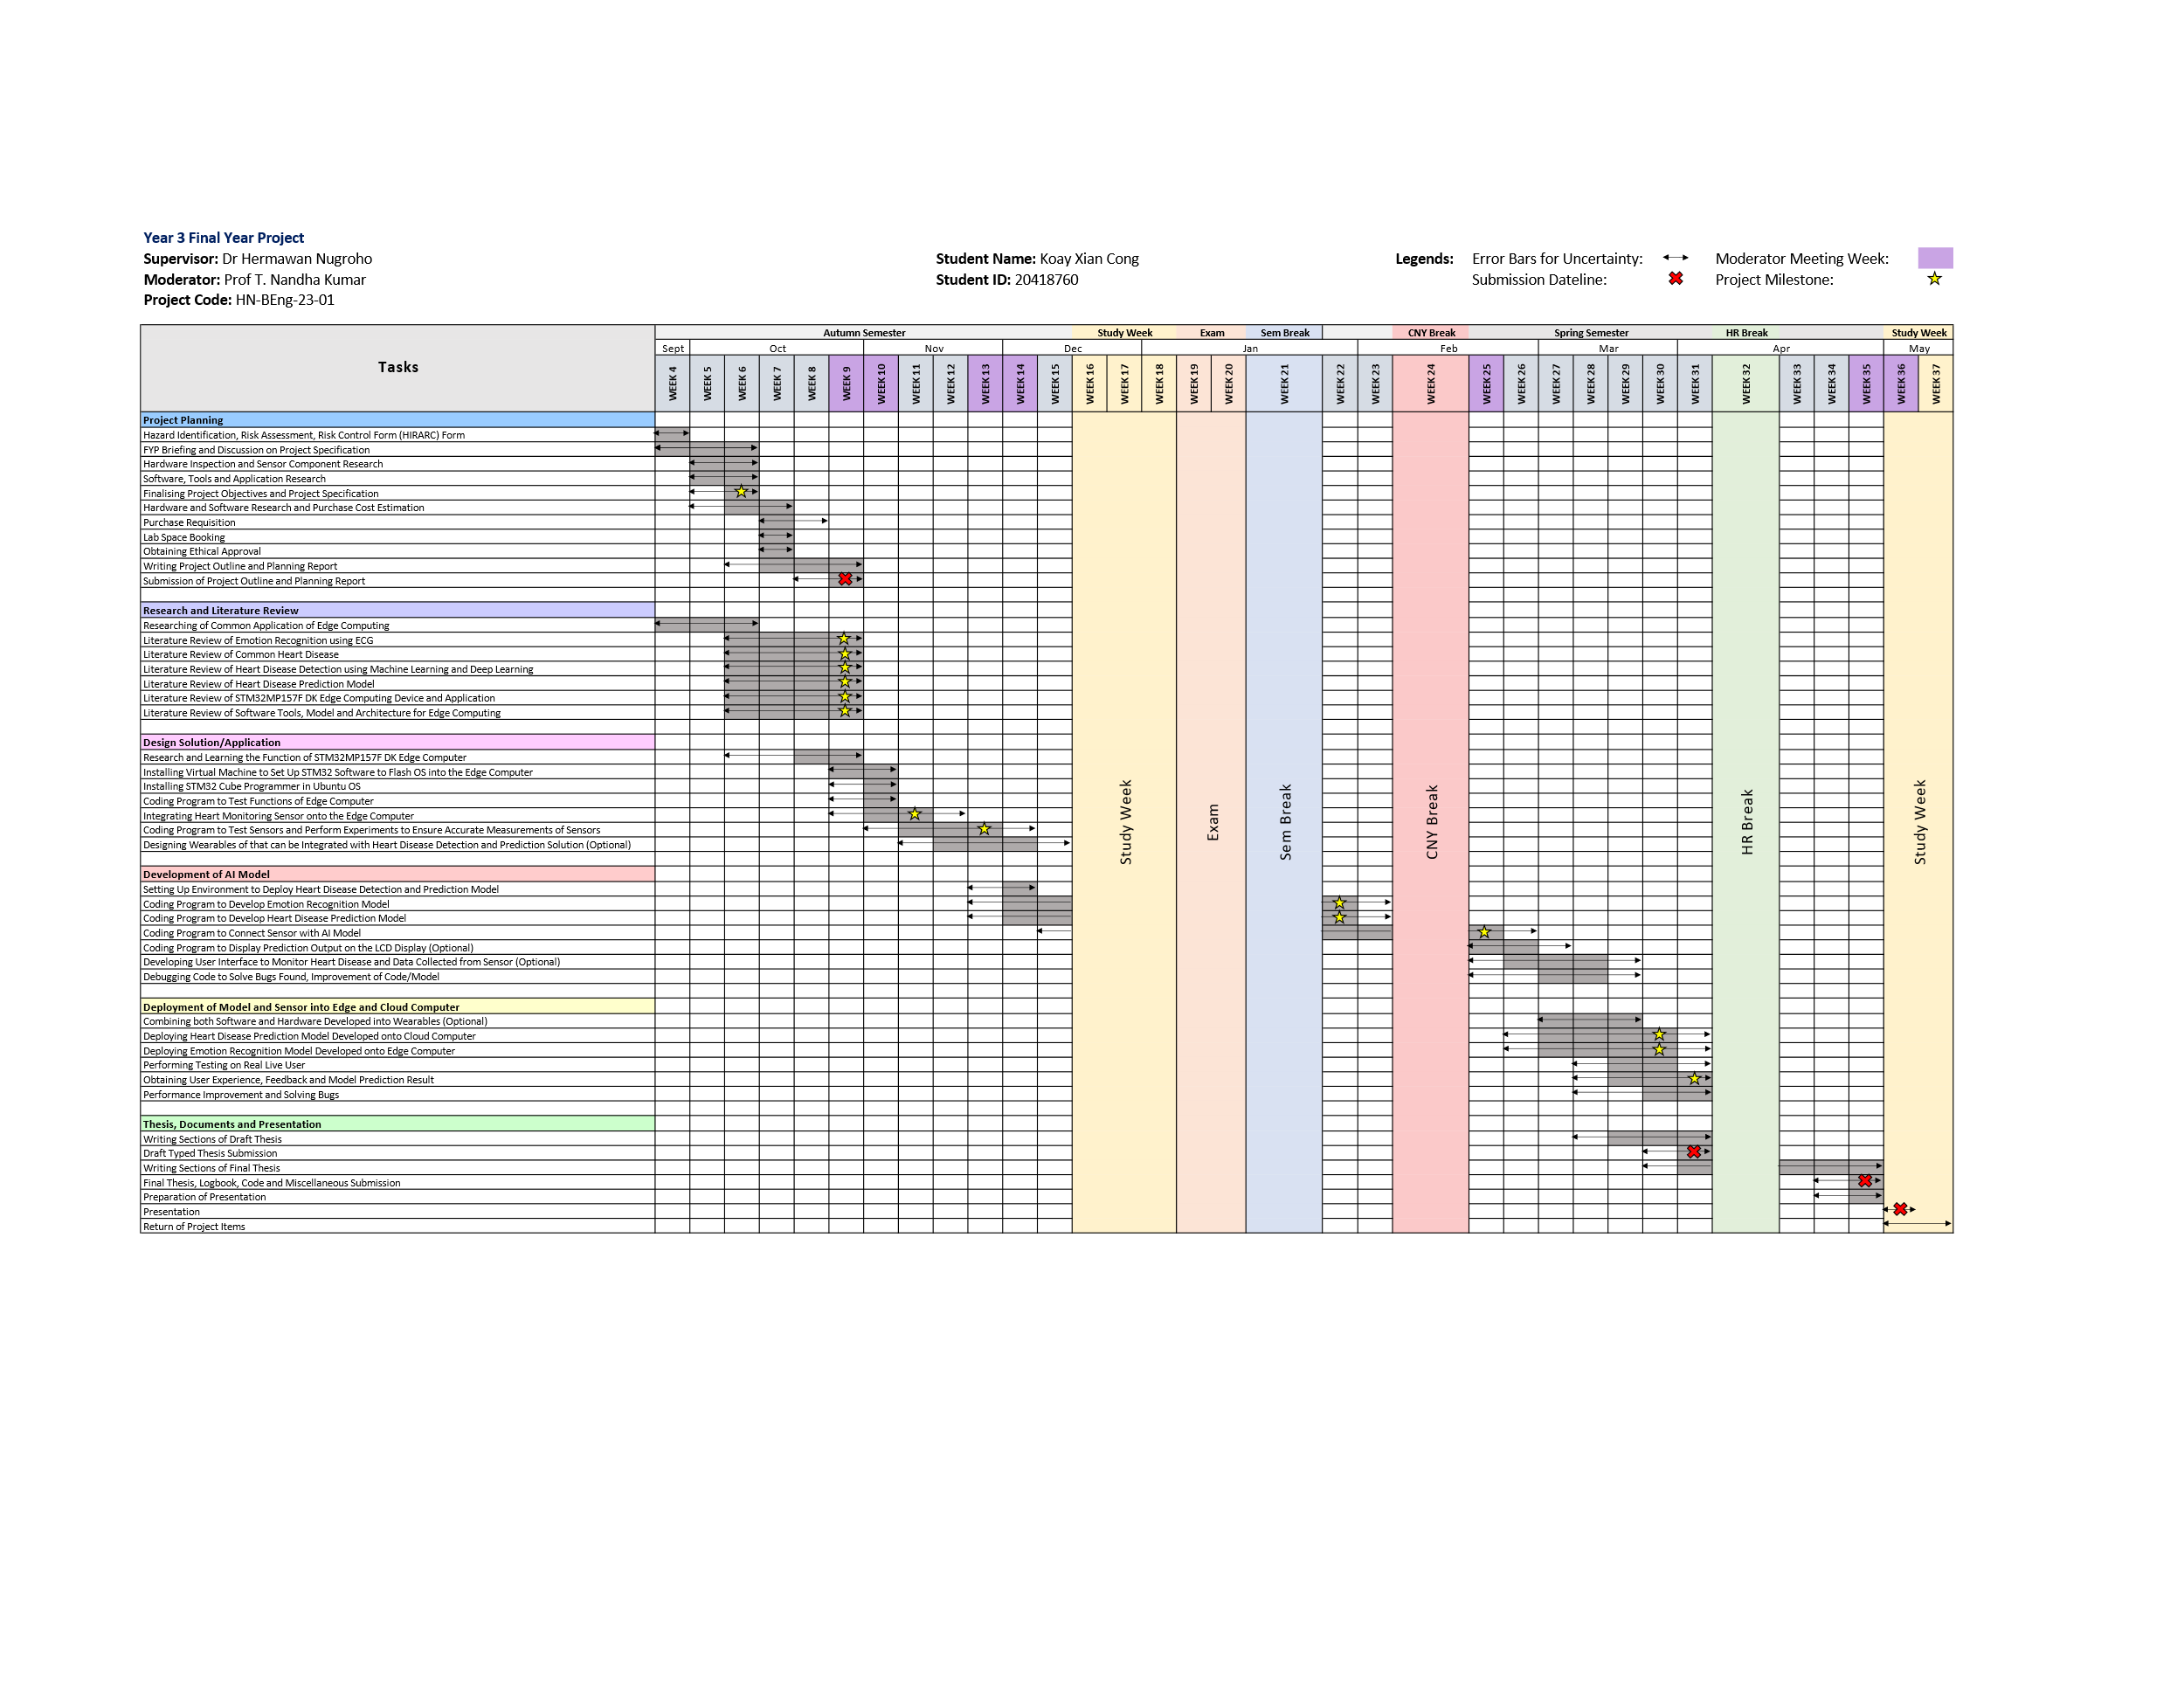 Year 3 Final Year Project
Supervisor: Dr Hermawan Nugroho
Student Name: Koay Xian Cong
Legends: Error Bars for Uncertainty: Moderator Meeting Week:
Moderator: Prof T. Nandha Kumar
Student ID: 20418760
Submission Dateline: Project Milestone:
Project Code: HN-BEng-23-01
Tasks
Autumn Semester Study Week Exam Sem Break CNY Break Spring Semester HR Break Study Week
Sept Oct Nov Dec Jan Feb Mar Apr May
WEEK 4 WEEK 5 WEEK 6 WEEK 7 WEEK 8 WEEK 9 WEEK 10 WEEK 11 WEEK 12 WEEK 13 WEEK 14 WEEK 15 WEEK 16 WEEK 17 WEEK 18 WEEK 19 WEEK 20 WEEK 21 WEEK 22 WEEK 23 WEEK 24 WEEK 25 WEEK 26 WEEK 27 WEEK 28 WEEK 29 WEEK 30 WEEK 31 WEEK 32 WEEK 33 WEEK 34 WEEK 35 WEEK 36 WEEK 37
Project Planning
Hazard Identification, Risk Assessment, Risk Control Form (HIRARC) Form
FYP Briefing and Discussion on Project Specification
Hardware Inspection and Sensor Component Research
Software, Tools and Application Research
Finalising Project Objectives and Project Specification
Hardware and Software Research and Purchase Cost Estimation
Purchase Requisition
Lab Space Booking
Obtaining Ethical Approval
Writing Project Outline and Planning Report
Submission of Project Outline and Planning Report
Research and Literature Review
Researching of Common Application of Edge Computing
Literature Review of Emotion Recognition using ECG
Literature Review of Common Heart Disease
Literature Review of Heart Disease Detection using Machine Learning and Deep Learning
Literature Review of Heart Disease Prediction Model
Literature Review of STM32MP157F DK Edge Computing Device and Application
Literature Review of Software Tools, Model and Architecture for Edge Computing
Design Solution/Application
Research and Learning the Function of STM32MP157F DK Edge Computer
Installing Virtual Machine to Set Up STM32 Software to Flash OS into the Edge Computer
Installing STM32 Cube Programmer in Ubuntu OS
Coding Program to Test Functions of Edge Computer
Integrating Heart Monitoring Sensor onto the Edge Computer
Coding Program to Test Sensors and Perform Experiments to Ensure Accurate Measurements of Sensors
Designing Wearables of that can be Integrated with Heart Disease Detection and Prediction Solution (Optional)
Study Week
Exam
Sem Break
CNY Break
HR Break
Study Week
Development of AI Model
Setting Up Environment to Deploy Heart Disease Detection and Prediction Model
Coding Program to Develop Emotion Recognition Model
Coding Program to Develop Heart Disease Prediction Model
Coding Program to Connect Sensor with AI Model
Coding Program to Display Prediction Output on the LCD Display (Optional)
Developing User Interface to Monitor Heart Disease and Data Collected from Sensor (Optional)
Debugging Code to Solve Bugs Found, Improvement of Code/Model
Deployment of Model and Sensor into Edge and Cloud Computer
Combining both Software and Hardware Developed into Wearables (Optional)
Deploying Heart Disease Prediction Model Developed onto Cloud Computer
Deploying Emotion Recognition Model Developed onto Edge Computer
Performing Testing on Real Live User
Obtaining User Experience, Feedback and Model Prediction Result
Performance Improvement and Solving Bugs
Thesis, Documents and Presentation
Writing Sections of Draft Thesis
Draft Typed Thesis Submission
Writing Sections of Final Thesis
Final Thesis, Logbook, Code and Miscellaneous Submission
Preparation of Presentation
Presentation
Return of Project Items